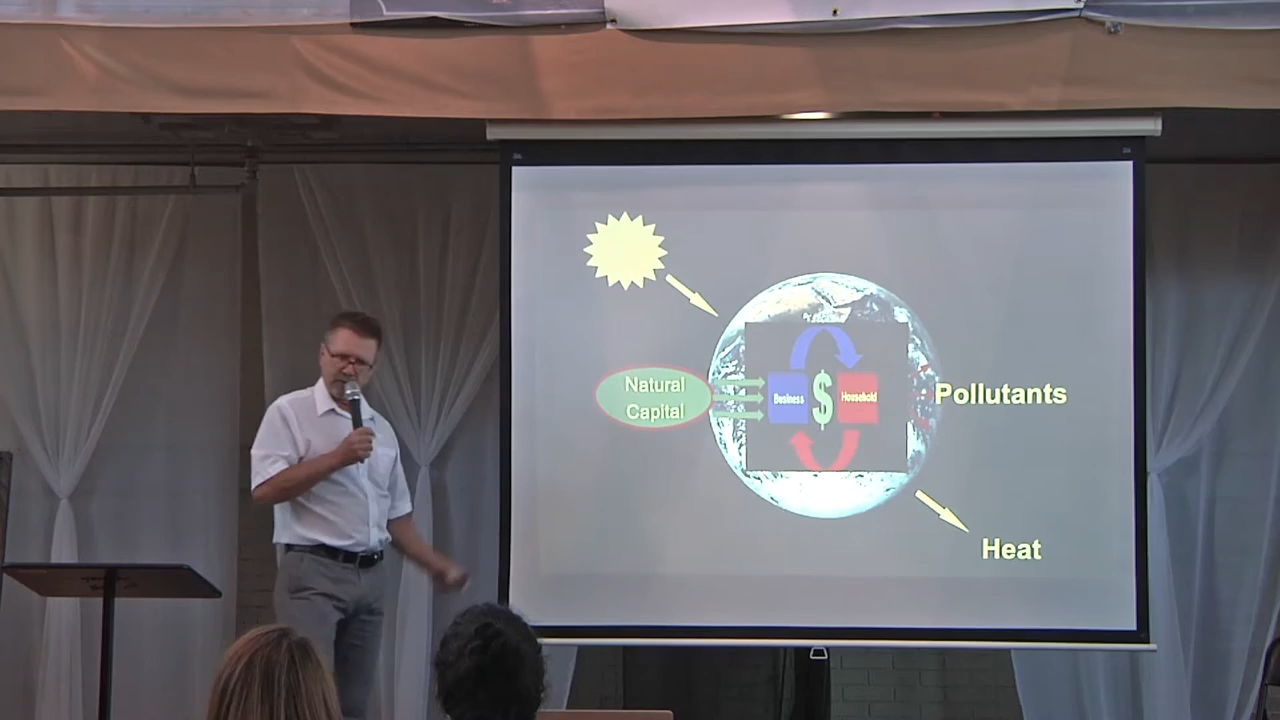 Natural
Capital
Business
$
Household
Pollutants
Heat